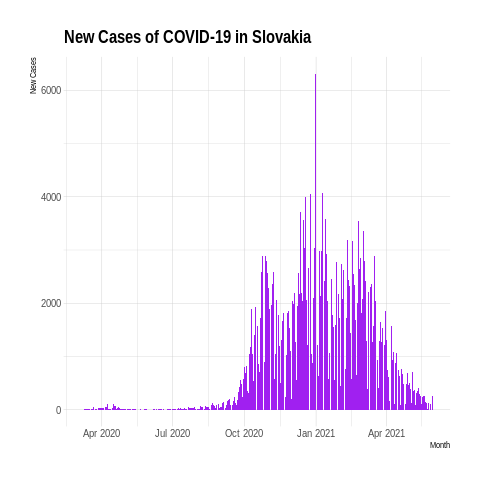 New Cases of COVID-19 in Slovakia
New Cases
6000
4000
2000
0
Apr 2020 Jul 2020 Oct 2020 Jan 2021 Apr 2021
Month